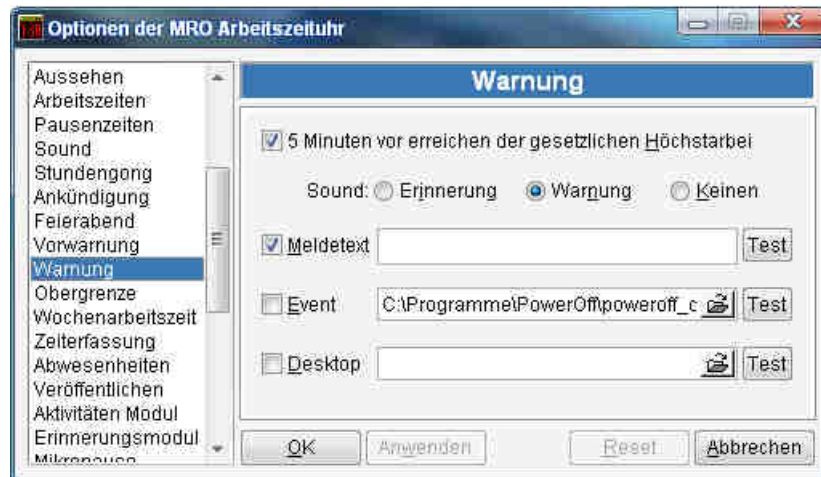 Optionen der MRO Arbeitszeituhr
Aussehen
Arbeitszeiten
Pausenzeiten
Sound
Stundengong
Ankündigung
Feierabend
Vorwarnung
Warnung
Obergrenze
Wochenarbeitszeit
Zeiterfassung
Abwesenheiten
Veröffentlichen
Aktivitäten Modul
Erinnerungsmodul
Mikropause
Warnung
5 Minuten vor erreichen der gesetzlichen Höchstarbei
Sound: Erinnerung Warnung Keinen
Meldetext Test
Event C:\Programme\PowerOff\poweroff_c Test
Desktop Test
OK Anwenden Reset Abbrechen